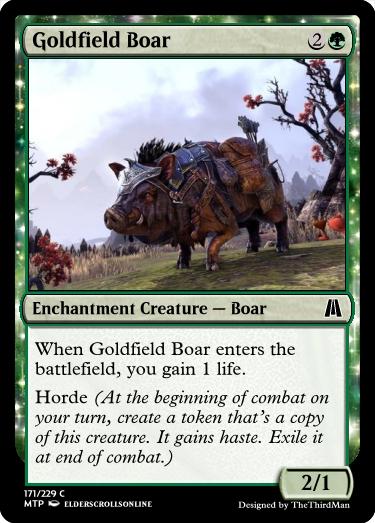 Goldfield Boar 2
Enchantment Creature — Boar
When Goldfield Boar enters the
battlefield, you gain 1 life.
Horde (At the beginning of combat on
your turn, create a token that's a copy
of this creature. It gains haste. Exile it
at end of combat.)
2/1
171/229 C
MTP ELDERSCROLLSONLINE
Designed by TheThirdMan